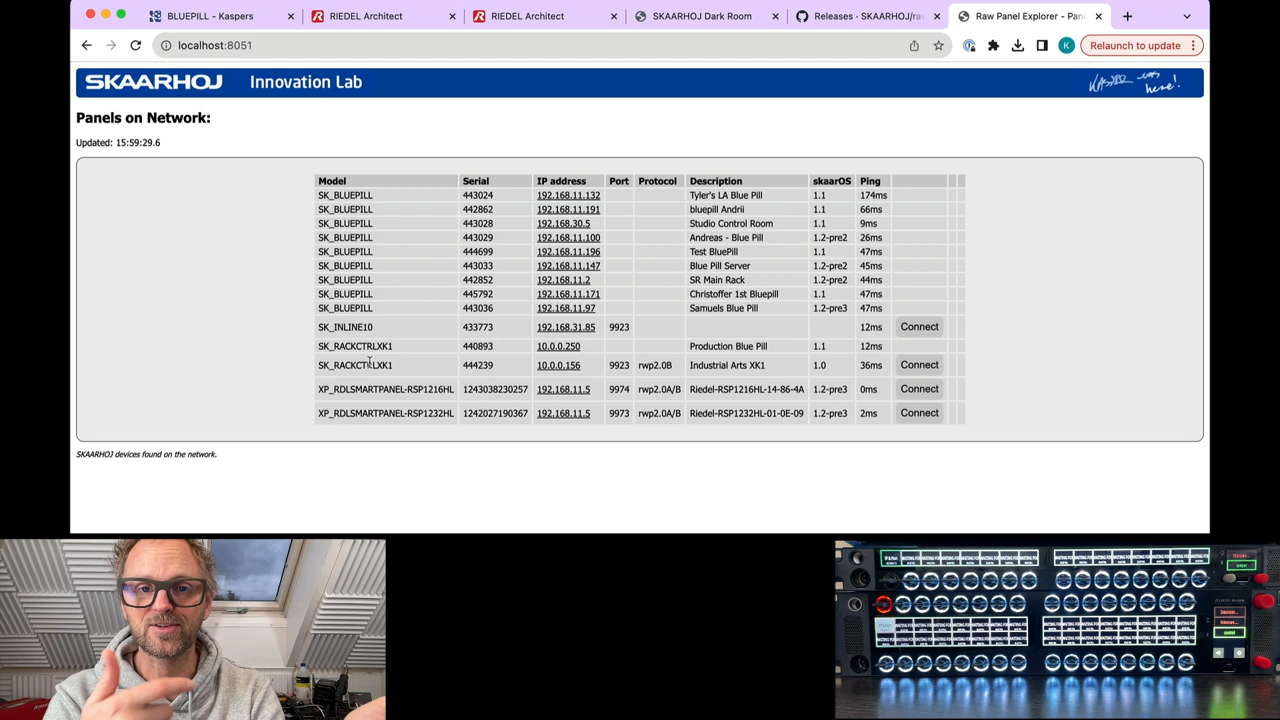 BLUEPILL - Kaspers
RIEDEL Architect
RIEDEL Architect
SKAARHOJ Dark Room
Releases · SKAARHOJ/ra
Raw Panel Explorer - Pan
localhost:8051
K
Relaunch to update
SKAARHOJ Innovation Lab
was here!
Panels on Network:
Updated: 15:59:29.6
Model Serial IP address Port Protocol Description skaarOS Ping
SK_BLUEPILL 443024 192.168.11.132 Tyler's LA Blue Pill 1.1 174ms
SK_BLUEPILL 442862 192.168.11.191 bluepill Andrii 1.1 66ms
SK_BLUEPILL 443028 192.168.30.5 Studio Control Room 1.1 9ms
SK_BLUEPILL 443029 192.168.11.100 Andreas - Blue Pill 1.2-pre2 26ms
SK_BLUEPILL 444699 192.168.11.196 Test BluePill 1.1 47ms
SK_BLUEPILL 443033 192.168.11.147 Blue Pill Server 1.2-pre2 45ms
SK_BLUEPILL 442852 192.168.11.2 SR Main Rack 1.2-pre2 44ms
SK_BLUEPILL 445792 192.168.11.171 Christoffer 1st Bluepill 1.1 47ms
SK_BLUEPILL 443036 192.168.11.97 Samuels Blue Pill 1.2-pre3 47ms
SK_INLINE10 433773 192.168.31.85 9923 12ms Connect
SK_RACKCTRLXK1 440893 10.0.0.250 Production Blue Pill 1.1 12ms
SK_RACKCTRLXK1 444239 10.0.0.156 9923 rwp2.0B Industrial Arts XK1 1.0 36ms Connect
XP_RDLSMARTPANEL-RSP1216HL 1243038230257 192.168.11.5 9974 rwp2.0A/B Riedel-RSP1216HL-14-86-4A 1.2-pre3 0ms Connect
XP_RDLSMARTPANEL-RSP1232HL 1242027190367 192.168.11.5 9973 rwp2.0A/B Riedel-RSP1232HL-01-0E-09 1.2-pre3 2ms Connect
SKAARHOJ devices found on the network.